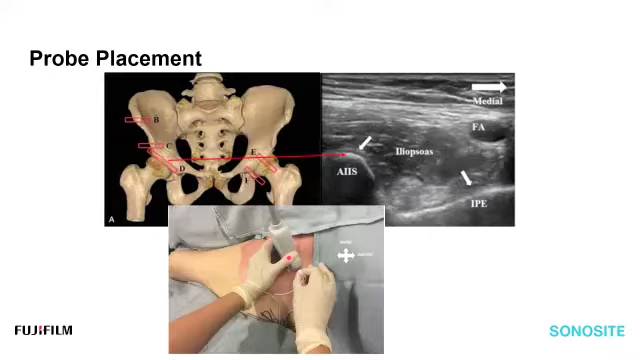 Probe Placement
B
C
D
E
F
A
Medial
FA
Iliopsoas
AIIS
IPE
FUJIFILM
SONOSITE